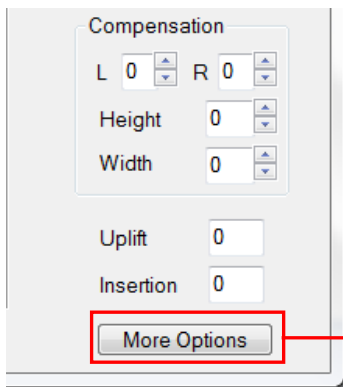 Compensation
L 0 R 0
Height 0
Width 0
Uplift 0
Insertion 0
More Options